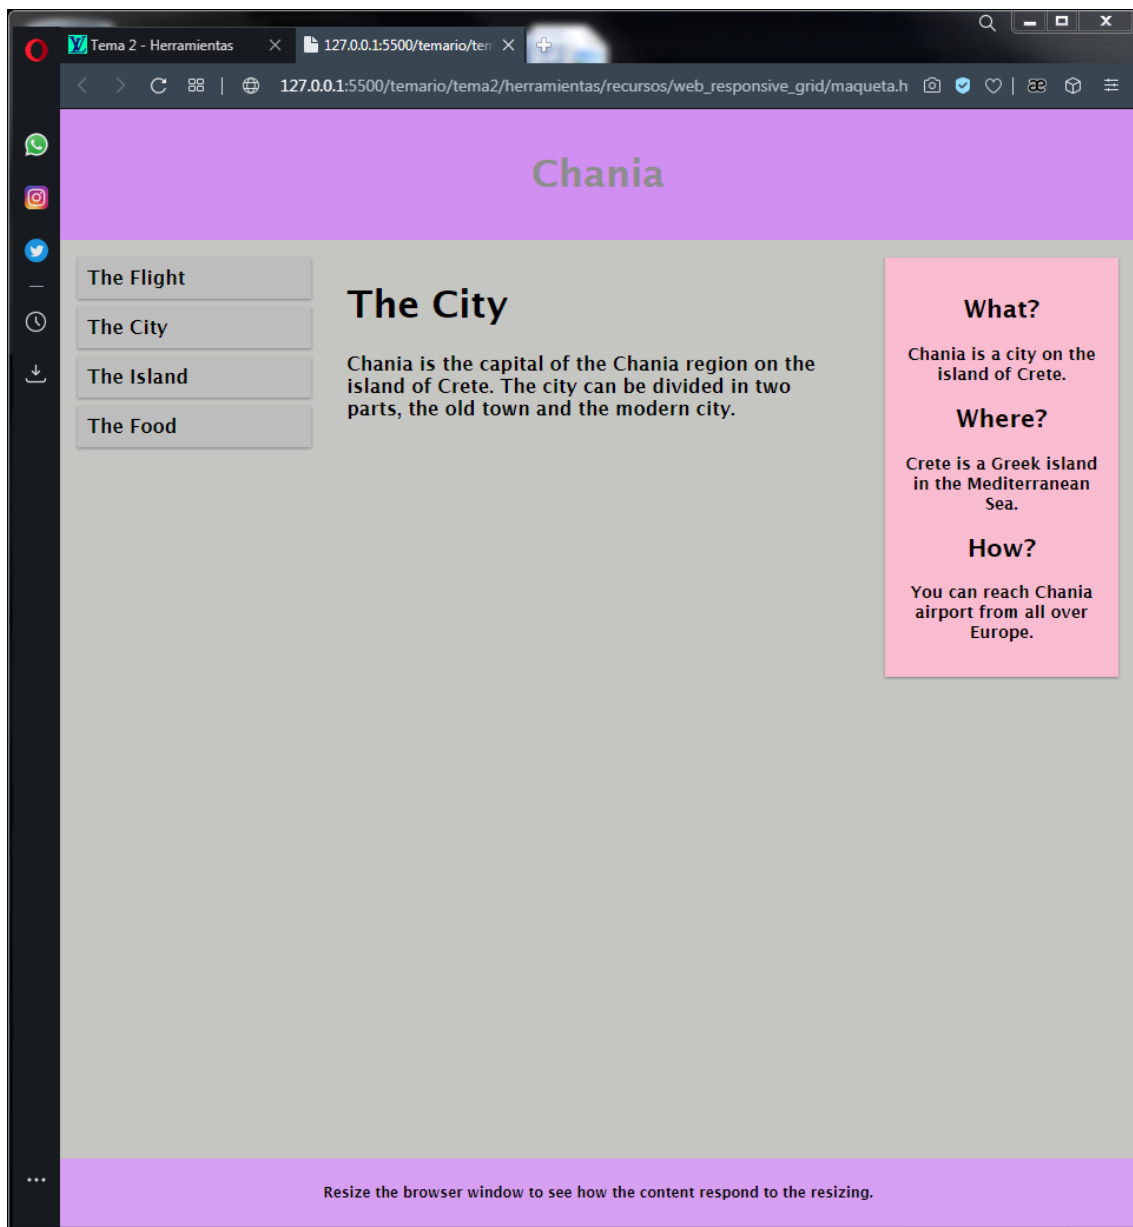 Tema 2 - Herramientas
127.0.0.1:5500/temario/tem
127.0.0.1:5500/temario/tema2/herramientas/recursos/web_responsive_grid/maqueta.h
Chania
The Flight
The City
The Island
The Food
The City
Chania is the capital of the Chania region on the
island of Crete. The city can be divided in two
parts, the old town and the modern city.
What?
Chania is a city on the
island of Crete.
Where?
Crete is a Greek island
in the Mediterranean
Sea.
How?
You can reach Chania
airport from all over
Europe.
Resize the browser window to see how the content respond to the resizing.